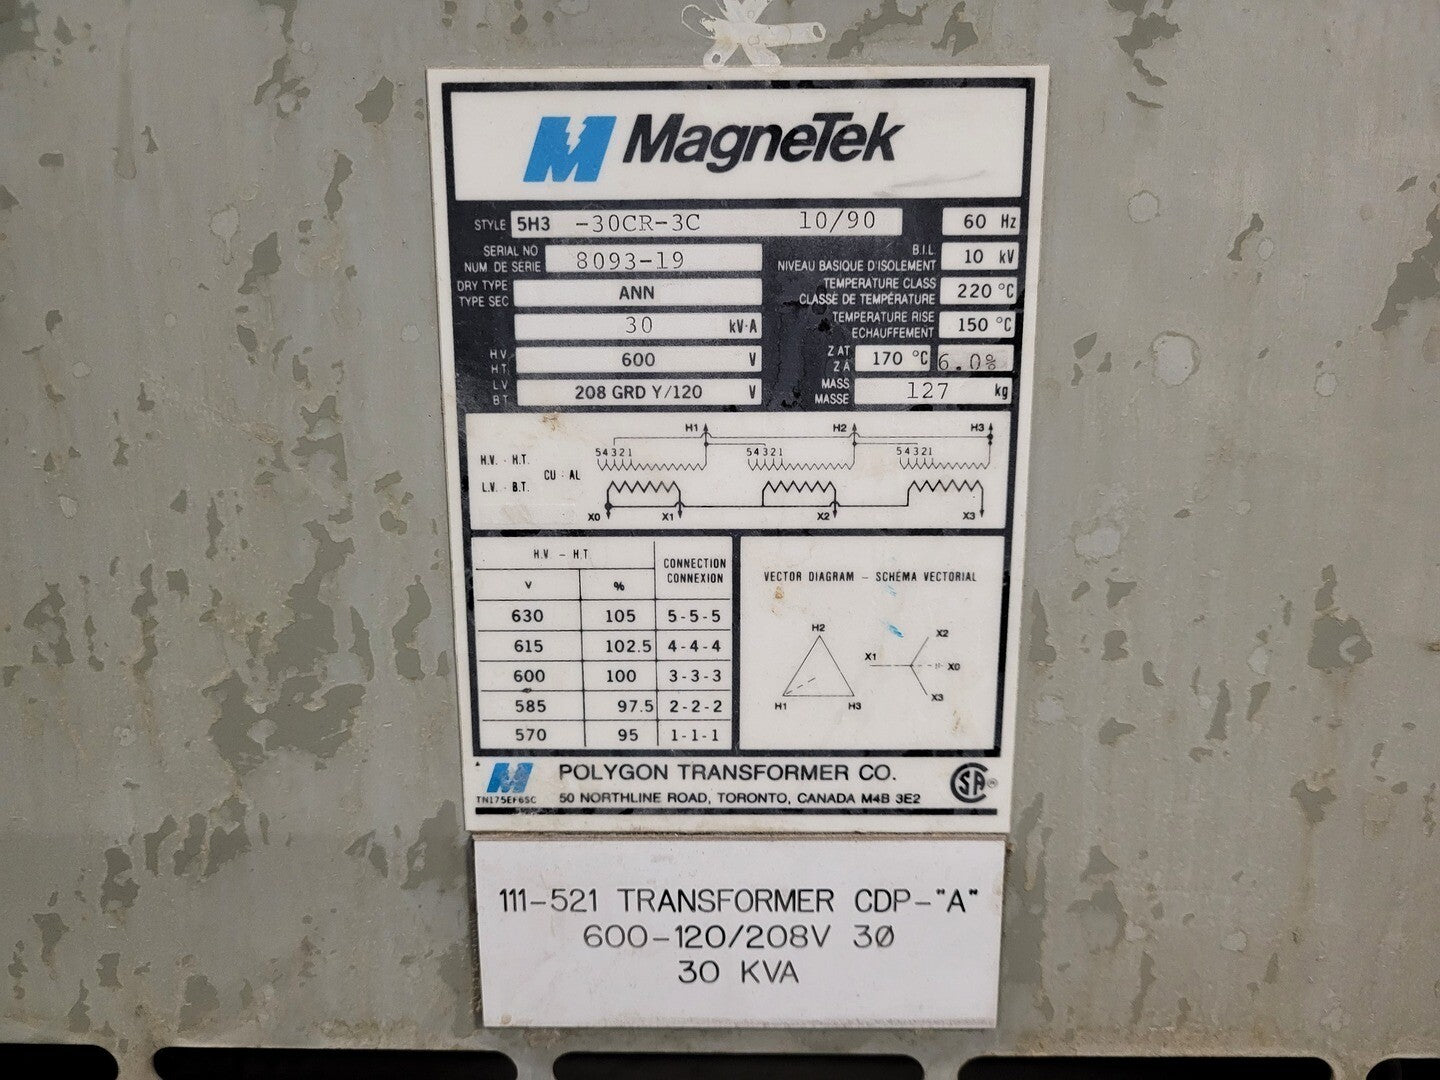 MagneTek
STYLE 5H3 -30CR-3C 10/90 60 Hz
SERIAL NO
NUM DE SERIE 8093-19
B.I.L.
NIVEAU BASIQUE D'ISOLEMENT 10 kV
DRY TYPE
TYPE SEC ANN
TEMPERATURE CLASS
CLASSE DE TEMPÉRATURE 220 °C
30 kV·A
TEMPERATURE RISE
ECHAUFFEMENT 150 °C
H.V.
H.T. 600 V
Z AT
Z A 170 °C 6.0%
L.V.
B.T. 208 GRD Y/120 V
MASS
MASSE 127 kg
H1 H2 H3
54321 54321 54321
H.V. - H.T.
CU - AL
L.V. - B.T.
X0 X1 X2 X3
H.V. - H.T. CONNECTION
CONNEXION
V %
630 105 5-5-5
615 102.5 4-4-4
600 100 3-3-3
585 97.5 2-2-2
570 95 1-1-1
VECTOR DIAGRAM - SCHÉMA VECTORIAL
H2
H1 H3
X2
X1 X0
X3
POLYGON TRANSFORMER CO.
TN175EF6SC 50 NORTHLINE ROAD, TORONTO, CANADA M4B 3E2
SA ®
111-521 TRANSFORMER CDP-"A"
600-120/208V 3Ø
30 KVA